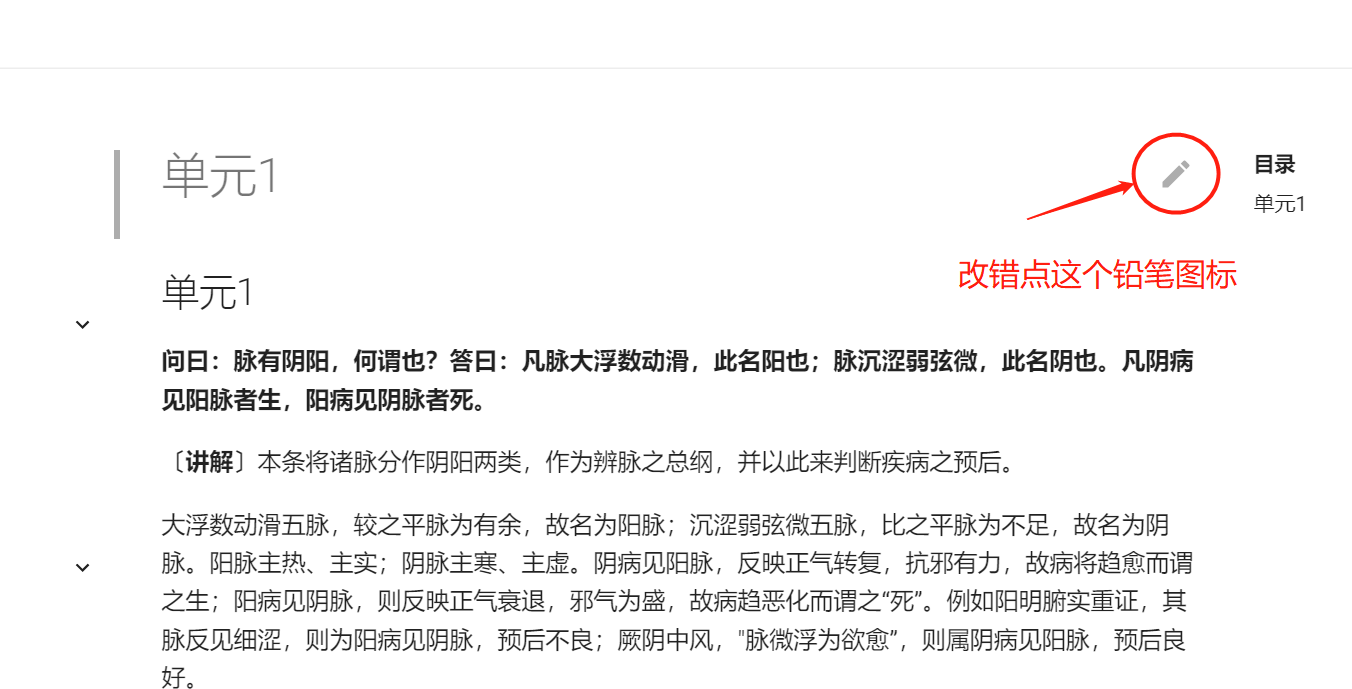 单元1
目录
单元1
改错点这个铅笔图标
单元1
问曰：脉有阴阳，何谓也？答曰：凡脉大浮数动滑，此名阳也；脉沉涩弱弦微，此名阴也。凡阴病
见阳脉者生，阳病见阴脉者死。
〔讲解〕本条将诸脉分作阴阳两类，作为辨脉之总纲，并以此来判断疾病之预后。
大浮数动滑五脉，较之平脉为有余，故名为阳脉；沉涩弱弦微五脉，比之平脉为不足，故名为阴
脉。阳脉主热、主实；阴脉主寒、主虚。阴病见阳脉，反映正气转复，抗邪有力，故病将趋愈而谓
之生；阳病见阴脉，则反映正气衰退，邪气为盛，故病趋恶化而谓之“死”。例如阳明腑实重证，其
脉反见细涩，则为阳病见阴脉，预后不良；厥阴中风，"脉微浮为欲愈”，则属阴病见阳脉，预后良
好。